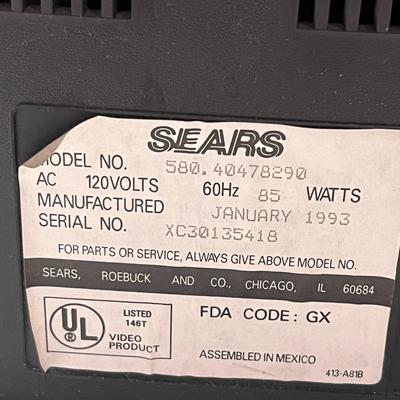 SEARS
MODEL NO. 580.40478290
AC 120VOLTS 60Hz 85 WATTS
MANUFACTURED JANUARY 1993
SERIAL NO. XC30135418
FOR PARTS OR SERVICE, ALWAYS GIVE ABOVE MODEL NO.
SEARS, ROEBUCK AND CO., CHICAGO, IL 60684
UL ® LISTED 146T VIDEO PRODUCT
FDA CODE: GX
ASSEMBLED IN MEXICO
413-A81B